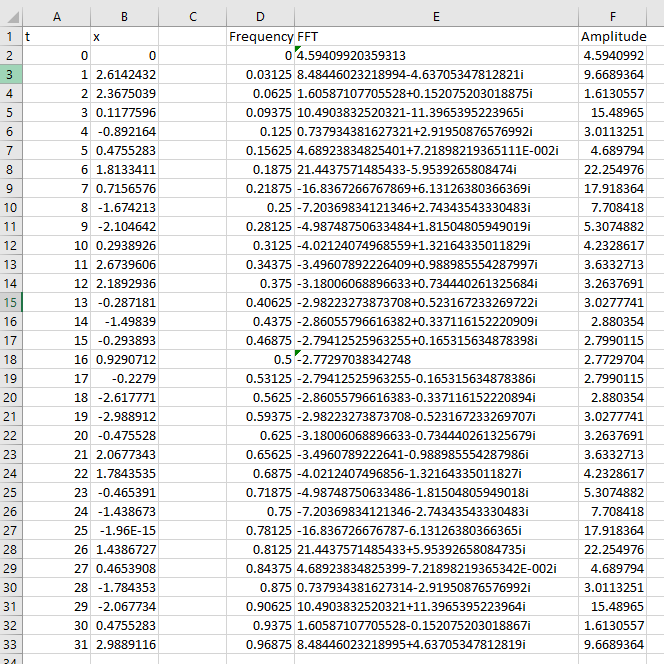 A B C D E F
1 t x Frequency FFT Amplitude
2 0 0 0 4.59409920359313 4.5940992
3 1 2.6142432 0.03125 8.48446023218994-4.63705347812821i 9.6689364
4 2 2.3675039 0.0625 1.60587107705528+0.152075203018875i 1.6130557
5 3 0.1177596 0.09375 10.4903832520321-11.3965395223965i 15.48965
6 4 -0.892164 0.125 0.737934381627321+2.91950876576992i 3.0113251
7 5 0.4755283 0.15625 4.68923834825401+7.21898219365111E-002i 4.689794
8 6 1.8133411 0.1875 21.4437571485433-5.9539265808474i 22.254976
9 7 0.7156576 0.21875 -16.8367266767869+6.13126380366369i 17.918364
10 8 -1.674213 0.25 -7.20369834121346+2.74343543330483i 7.708418
11 9 -2.104642 0.28125 -4.98748750633484+1.81504805949019i 5.3074882
12 10 0.2938926 0.3125 -4.02124074968559+1.32164335011829i 4.2328617
13 11 2.6739606 0.34375 -3.49607892226409+0.988985554287997i 3.6332713
14 12 2.1892936 0.375 -3.18006068896633+0.734440261325684i 3.2637691
15 13 -0.287181 0.40625 -2.98223273873708+0.523167233269722i 3.0277741
16 14 -1.49839 0.4375 -2.86055796616382+0.337116152220909i 2.880354
17 15 -0.293893 0.46875 -2.79412525963255+0.165315634878398i 2.7990115
18 16 0.9290712 0.5 -2.77297038342748 2.7729704
19 17 -0.2279 0.53125 -2.79412525963255-0.165315634878386i 2.7990115
20 18 -2.617771 0.5625 -2.86055796616383-0.337116152220894i 2.880354
21 19 -2.988912 0.59375 -2.98223273873708-0.523167233269707i 3.0277741
22 20 -0.475528 0.625 -3.18006068896633-0.734440261325679i 3.2637691
23 21 2.0677343 0.65625 -3.4960789222641-0.988985554287986i 3.6332713
24 22 1.7843535 0.6875 -4.0212407496856-1.32164335011827i 4.2328617
25 23 -0.465391 0.71875 -4.98748750633486-1.81504805949018i 5.3074882
26 24 -1.438673 0.75 -7.20369834121346-2.74343543330483i 7.708418
27 25 -1.96E-15 0.78125 -16.836726676787-6.13126380366365i 17.918364
28 26 1.4386727 0.8125 21.4437571485433+5.95392658084735i 22.254976
29 27 0.4653908 0.84375 4.68923834825399-7.21898219365342E-002i 4.689794
30 28 -1.784353 0.875 0.737934381627314-2.91950876576992i 3.0113251
31 29 -2.067734 0.90625 10.4903832520321+11.3965395223964i 15.48965
32 30 0.4755283 0.9375 1.60587107705528-0.152075203018867i 1.6130557
33 31 2.9889116 0.96875 8.48446023218995+4.63705347812819i 9.6689364